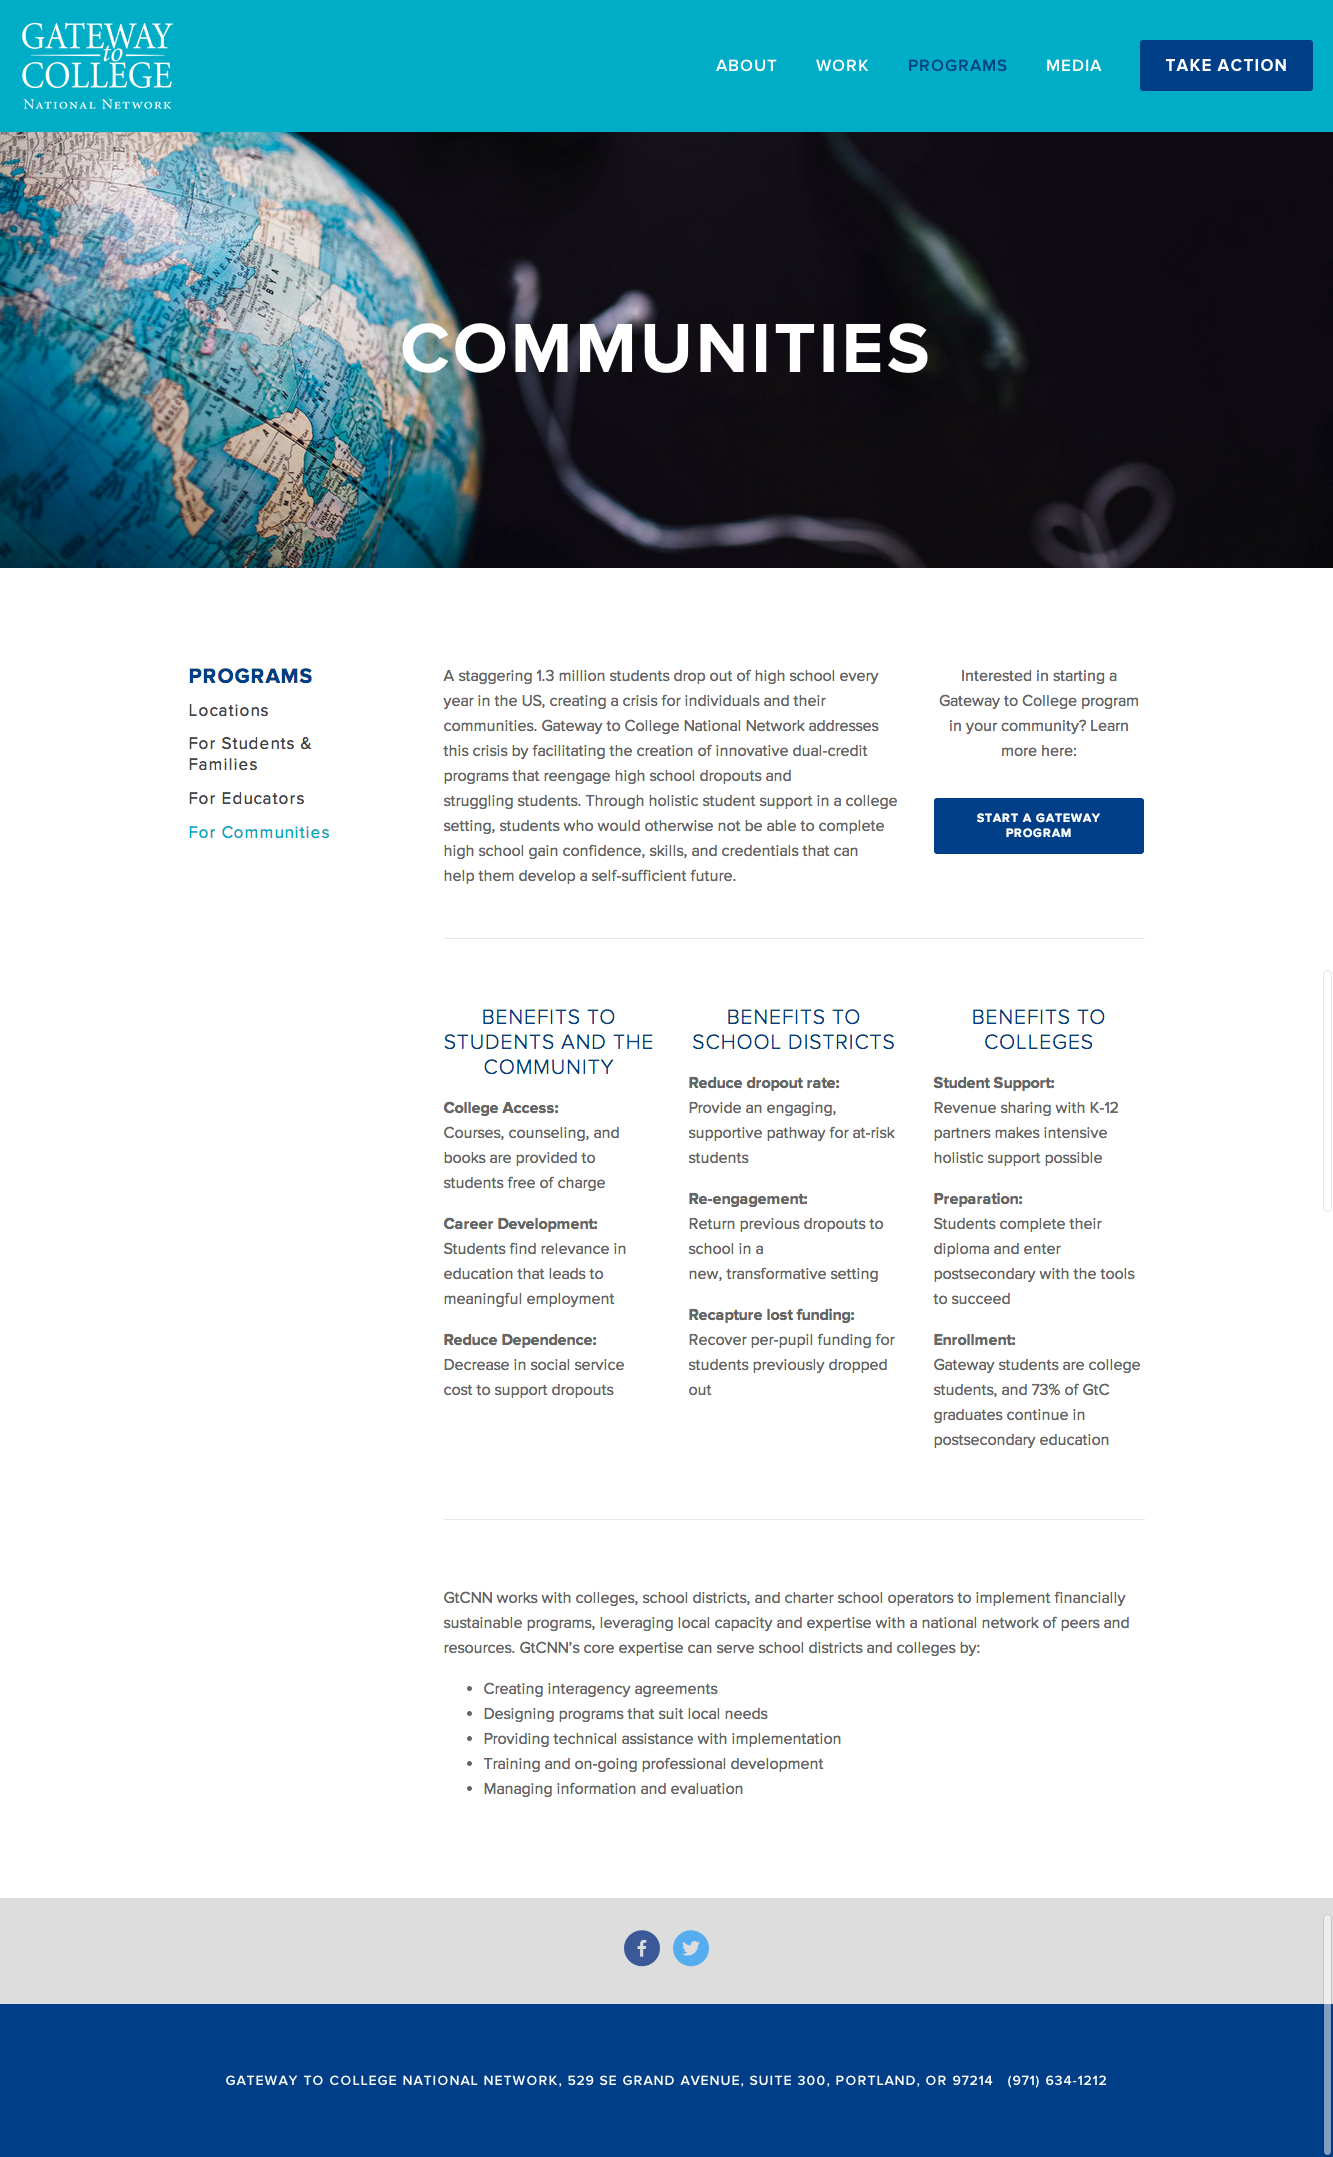 GATEWAY
to
COLLEGE
NATIONAL NETWORK
ABOUT
WORK
PROGRAMS
MEDIA
TAKE ACTION
LIBYA
COMMUNITIES
PROGRAMS
Locations
For Students &
Families
For Educators
For Communities
A staggering 1.3 million students drop out of high school every
year in the US, creating a crisis for individuals and their
communities. Gateway to College National Network addresses
this crisis by facilitating the creation of innovative dual-credit
programs that reengage high school dropouts and
struggling students. Through holistic student support in a college
setting, students who would otherwise not be able to complete
high school gain confidence, skills, and credentials that can
help them develop a self-sufficient future.
Interested in starting a
Gateway to College program
in your community? Learn
more here:
START A GATEWAY
PROGRAM
BENEFITS TO
STUDENTS AND THE
COMMUNITY
College Access:
Courses, counseling, and
books are provided to
students free of charge
Career Development:
Students find relevance in
education that leads to
meaningful employment
Reduce Dependence:
Decrease in social service
cost to support dropouts
BENEFITS TO
SCHOOL DISTRICTS
Reduce dropout rate:
Provide an engaging,
supportive pathway for at-risk
students
Re-engagement:
Return previous dropouts to
school in a
new, transformative setting
Recapture lost funding:
Recover per-pupil funding for
students previously dropped
out
BENEFITS TO
COLLEGES
Student Support:
Revenue sharing with K-12
partners makes intensive
holistic support possible
Preparation:
Students complete their
diploma and enter
postsecondary with the tools
to succeed
Enrollment:
Gateway students are college
students, and 73% of GtC
graduates continue in
postsecondary education
GtCNN works with colleges, school districts, and charter school operators to implement financially
sustainable programs, leveraging local capacity and expertise with a national network of peers and
resources. GtCNN's core expertise can serve school districts and colleges by:
• Creating interagency agreements
• Designing programs that suit local needs
• Providing technical assistance with implementation
• Training and on-going professional development
• Managing information and evaluation
GATEWAY TO COLLEGE NATIONAL NETWORK, 529 SE GRAND AVENUE, SUITE 300, PORTLAND, OR 97214 (971) 634-1212